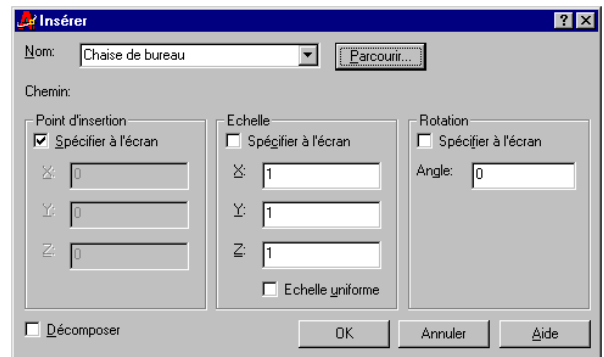 Insérer
Nom: Chaise de bureau Parcourir...
Chemin:
Point d'insertion Echelle Rotation
Spécifier à l'écran Spécifier à l'écran Spécifier à l'écran
X: 0 X: 1 Angle: 0
Y: 0 Y: 1
Z: 0 Z: 1
Echelle uniforme
Décomposer OK Annuler Aide